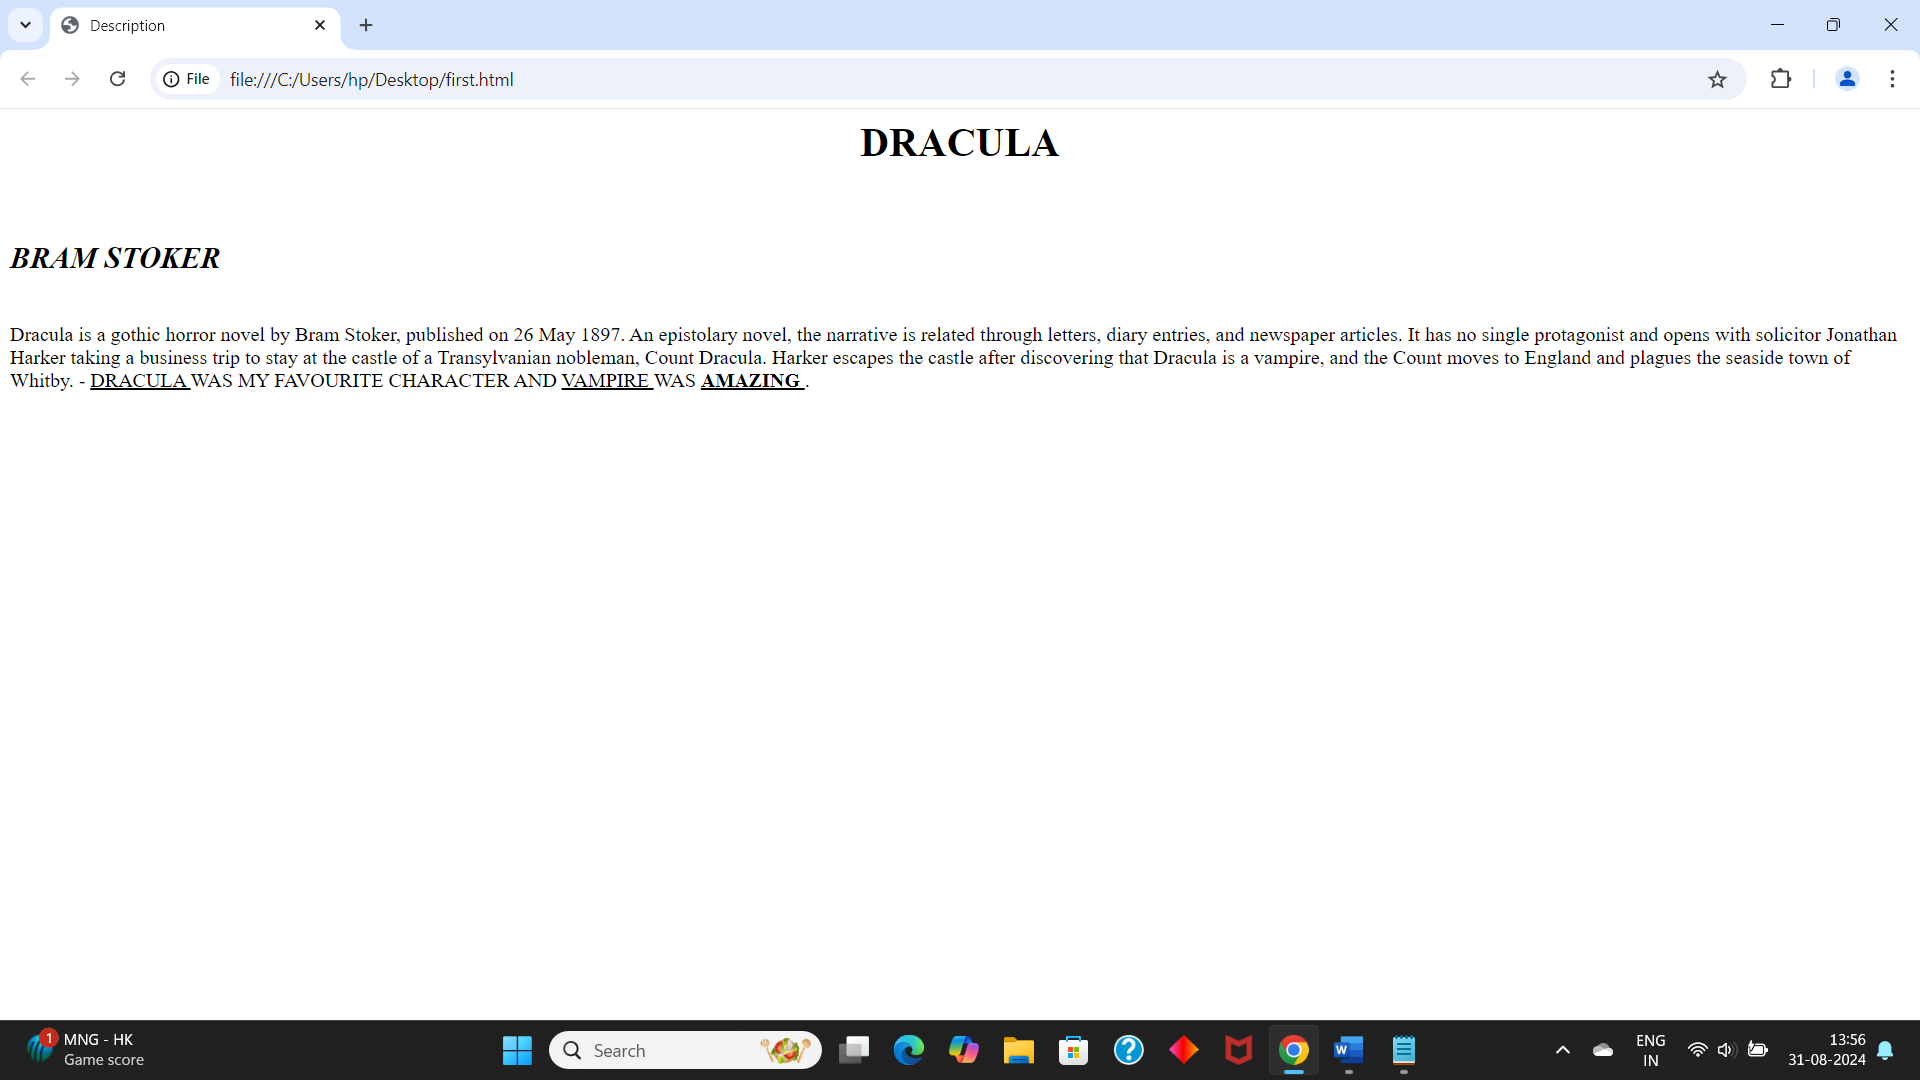 Description
File
file:///C:/Users/hp/Desktop/first.html
DRACULA
BRAM STOKER
Dracula is a gothic horror novel by Bram Stoker, published on 26 May 1897. An epistolary novel, the narrative is related through letters, diary entries, and newspaper articles. It has no single protagonist and opens with solicitor Jonathan
Harker taking a business trip to stay at the castle of a Transylvanian nobleman, Count Dracula. Harker escapes the castle after discovering that Dracula is a vampire, and the Count moves to England and plagues the seaside town of
Whitby. - DRACULA WAS MY FAVOURITE CHARACTER AND VAMPIRE WAS AMAZING .
1
MNG - HK
Game score
Search
W
ENG
IN
13:56
31-08-2024